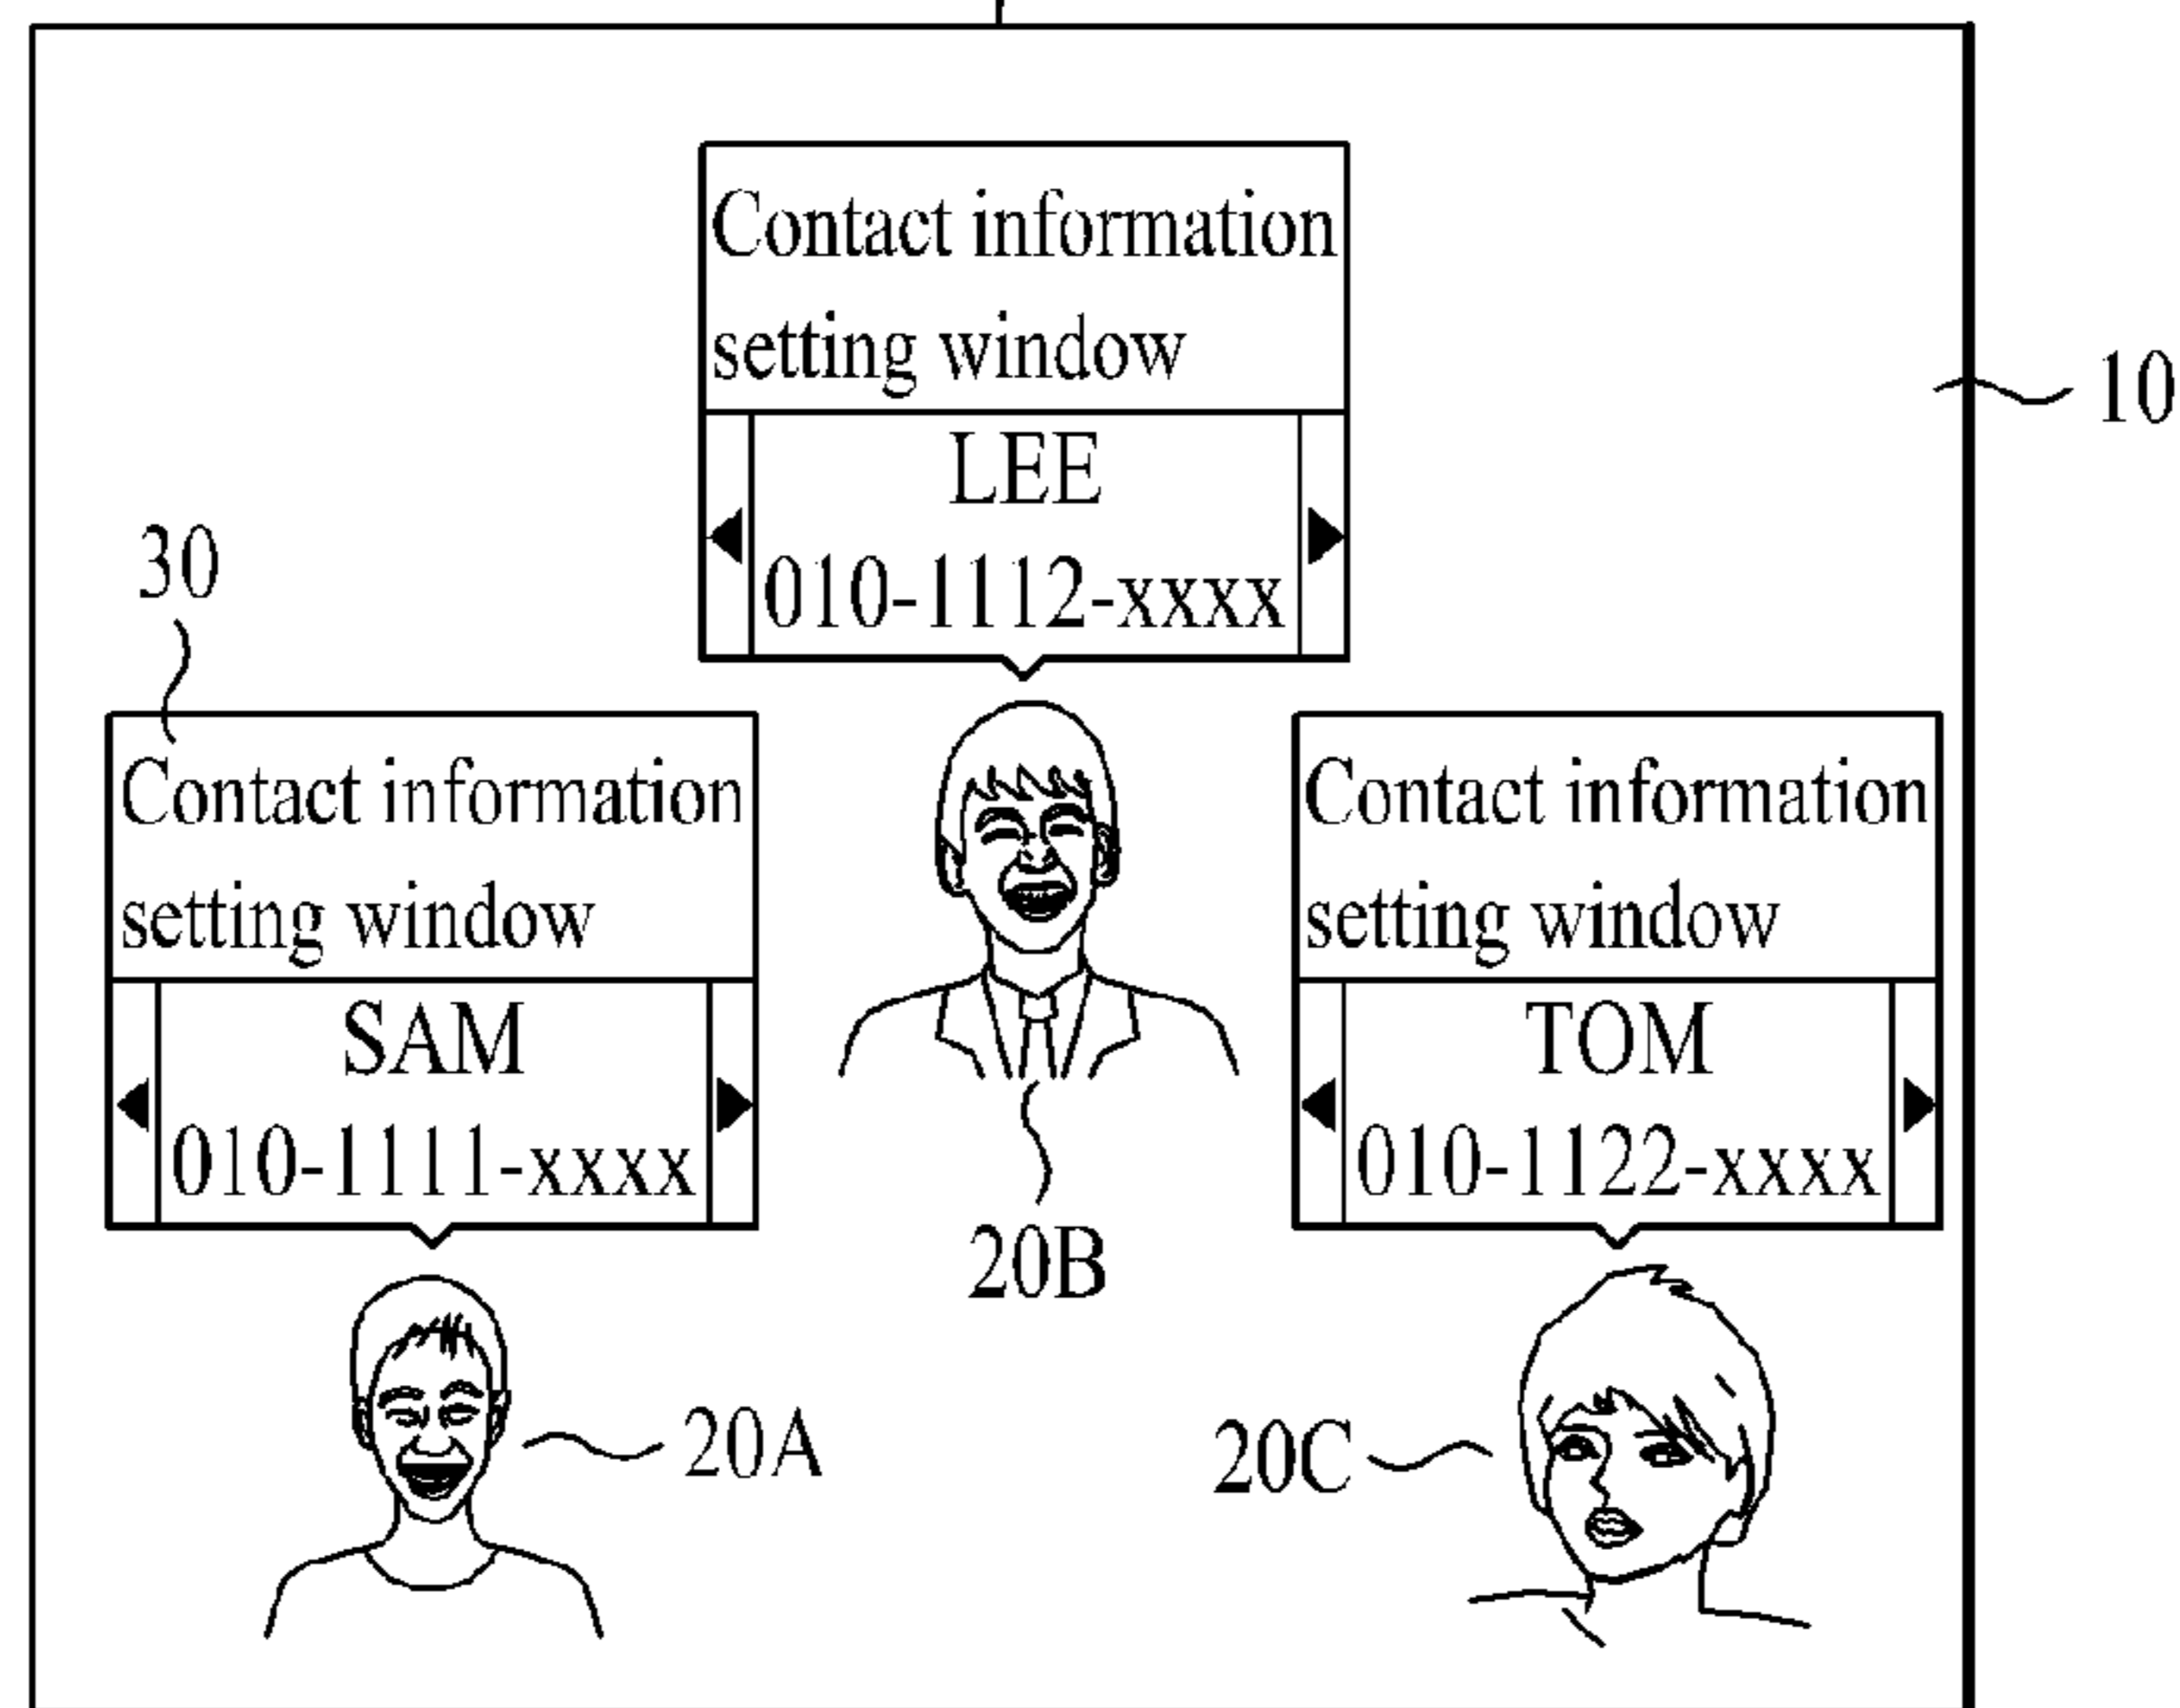 Contact information
setting window
LEE
010-1112-xxxx
10
30
Contact information
setting window
SAM
010-1111-xxxx
Contact information
setting window
TOM
010-1122-xxxx
20B
20A
20C